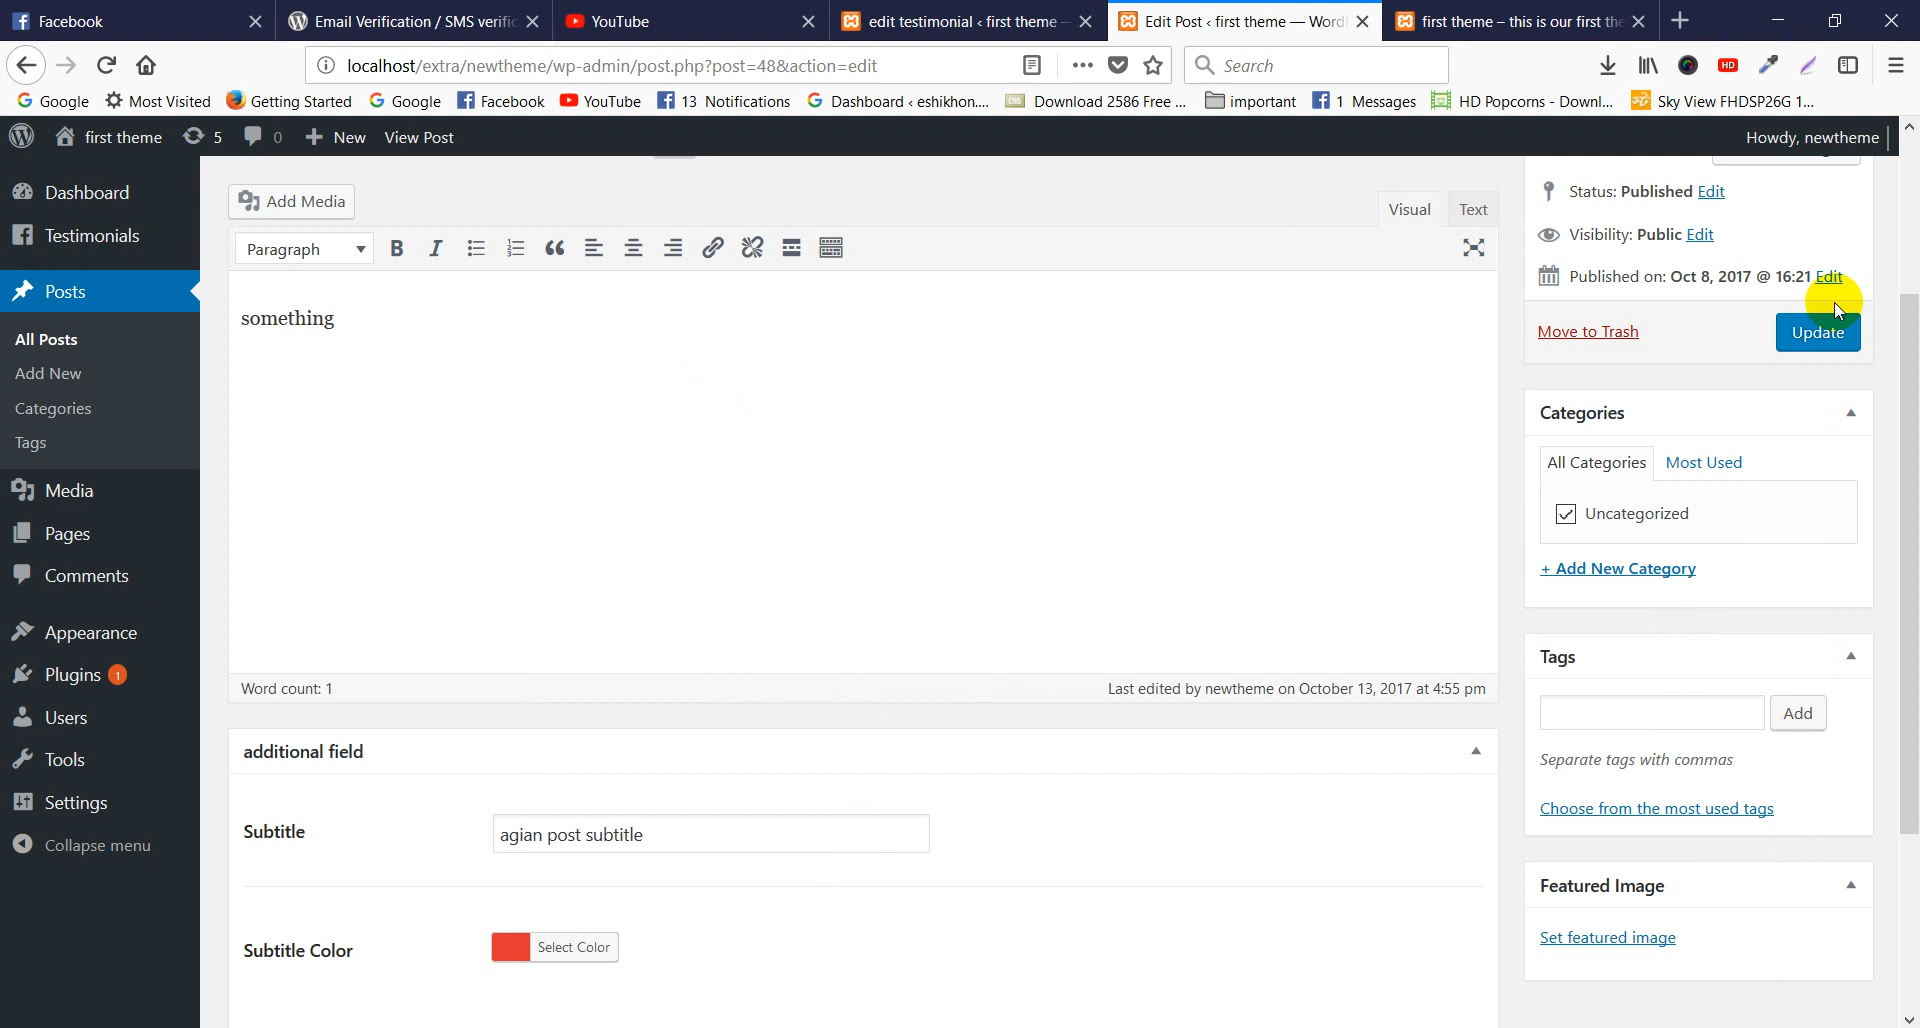 Facebook
Email Verification / SMS verific
YouTube
edit testimonial ‹ first theme —
Edit Post ‹ first theme — Word
first theme – this is our first the
localhost/extra/newtheme/wp-admin/post.php?post=48&action=edit
Search
HD
Google
Most Visited
Getting Started
Google
Facebook
YouTube
13 Notifications
Dashboard ‹ eshikhon....
Download 2586 Free ...
important
1 Messages
HD Popcorns - Downl...
Sky View FHDSP26G 1...
first theme
5
0
New
View Post
Howdy, newtheme
Dashboard
Testimonials
Posts
All Posts
Add New
Categories
Tags
Media
Pages
Comments
Appearance
Plugins 1
Users
Tools
Settings
Collapse menu
Add Media
Visual
Text
Paragraph
something
Word count: 1
Last edited by newtheme on October 13, 2017 at 4:55 pm
additional field
Subtitle
agian post subtitle
Subtitle Color
Select Color
Status: Published Edit
Visibility: Public Edit
Published on: Oct 8, 2017 @ 16:21 Edit
Move to Trash
Update
Categories
All Categories
Most Used
Uncategorized
+ Add New Category
Tags
Add
Separate tags with commas
Choose from the most used tags
Featured Image
Set featured image